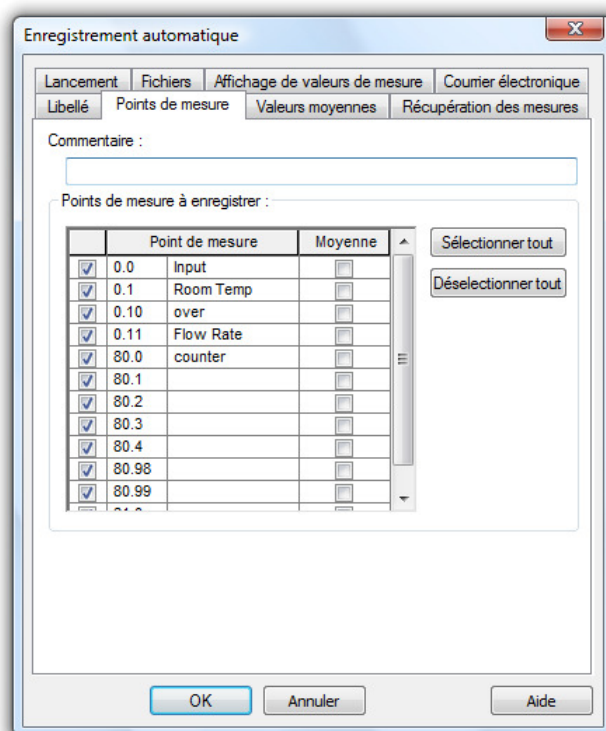 Enregistrement automatique
Lancement Fichiers Affichage de valeurs de mesure Courrier électronique
Libellé Points de mesure Valeurs moyennes Récupération des mesures
Commentaire :
Points de mesure à enregistrer :
Point de mesure Moyenne
Sélectionner tout
0.0 Input
0.1 Room Temp
Déselectionner tout
0.10 over
0.11 Flow Rate
80.0 counter
80.1
80.2
80.3
80.4
80.98
80.99
OK Annuler Aide